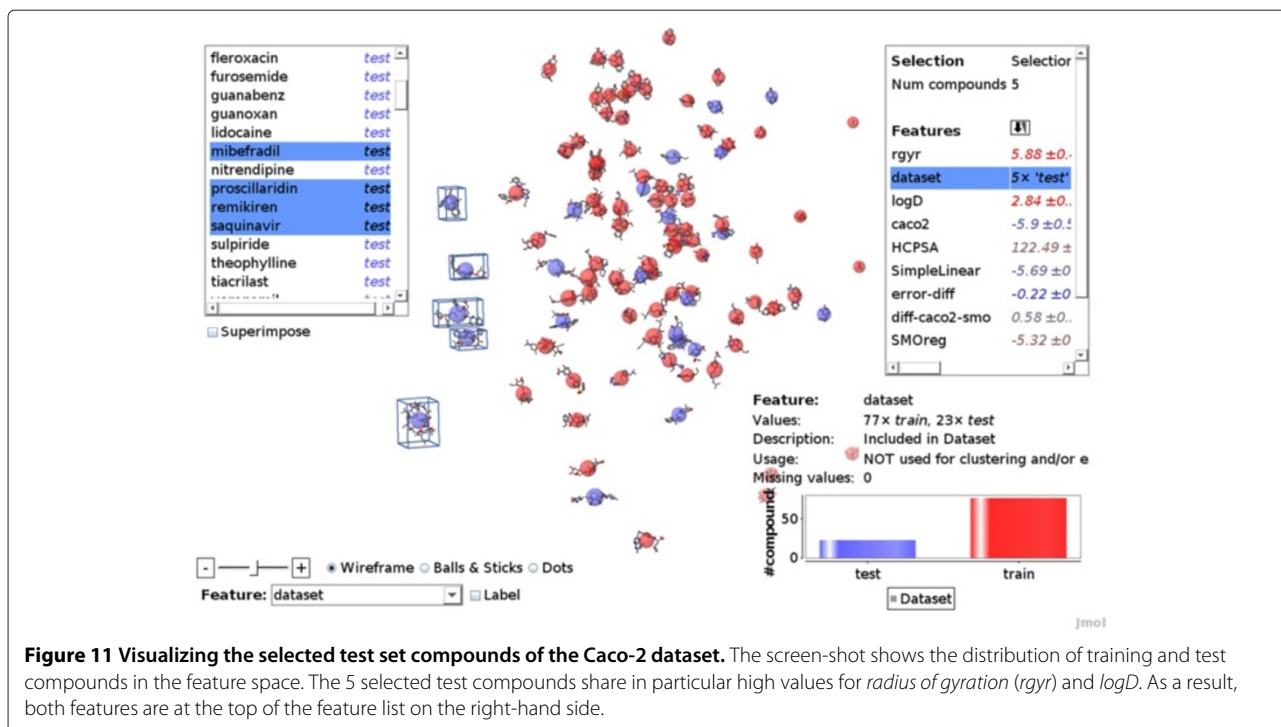 fleroxacin test
furosemide test
guanabenz test
guanoxan test
lidocaine test
mibefradil test
nitrendipine test
proscillaridin test
remikiren test
saquinavir test
sulpiride test
theophylline test
tiacrilast test
Superimpose
Selection Selection
Num compounds 5
Features
rgyr 5.88 ±0.
dataset 5× 'test'
logD 2.84 ±0..
caco2 -5.9 ±0.5
HCPSA 122.49 ±
SimpleLinear -5.69 ±0
error-diff -0.22 ±0
diff-caco2-smo 0.58 ±0..
SMOreg -5.32 ±0
Feature: dataset
Values: 77× train, 23× test
Description: Included in Dataset
Usage: NOT used for clustering and/or e
Missing values: 0
#compound
50
0
test train
Dataset
- + Wireframe Balls & Sticks Dots
Feature: dataset Label
Jmol
Figure 11 Visualizing the selected test set compounds of the Caco-2 dataset. The screen-shot shows the distribution of training and test
compounds in the feature space. The 5 selected test compounds share in particular high values for radius of gyration (rgyr) and logD. As a result,
both features are at the top of the feature list on the right-hand side.